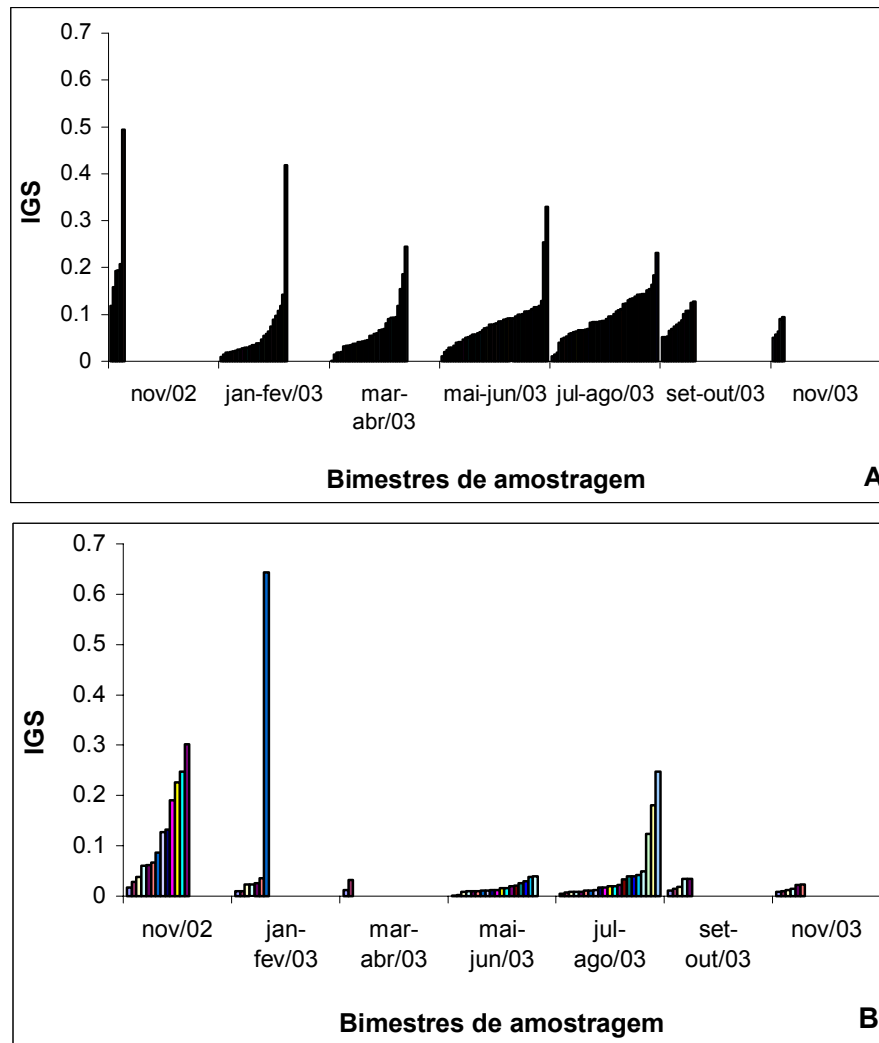 0.7
0.6
0.5
0.4
0.3
0.2
0.1
0
IGS
nov/02 jan-fev/03 mar- mai-jun/03 jul-ago/03 set-out/03 nov/03
abr/03
Bimestres de amostragem A
0.7
0.6
0.5
0.4
0.3
0.2
0.1
0
IGS
nov/02 jan- mar- mai- jul- set- nov/03
fev/03 abr/03 jun/03 ago/03 out/03
Bimestres de amostragem B